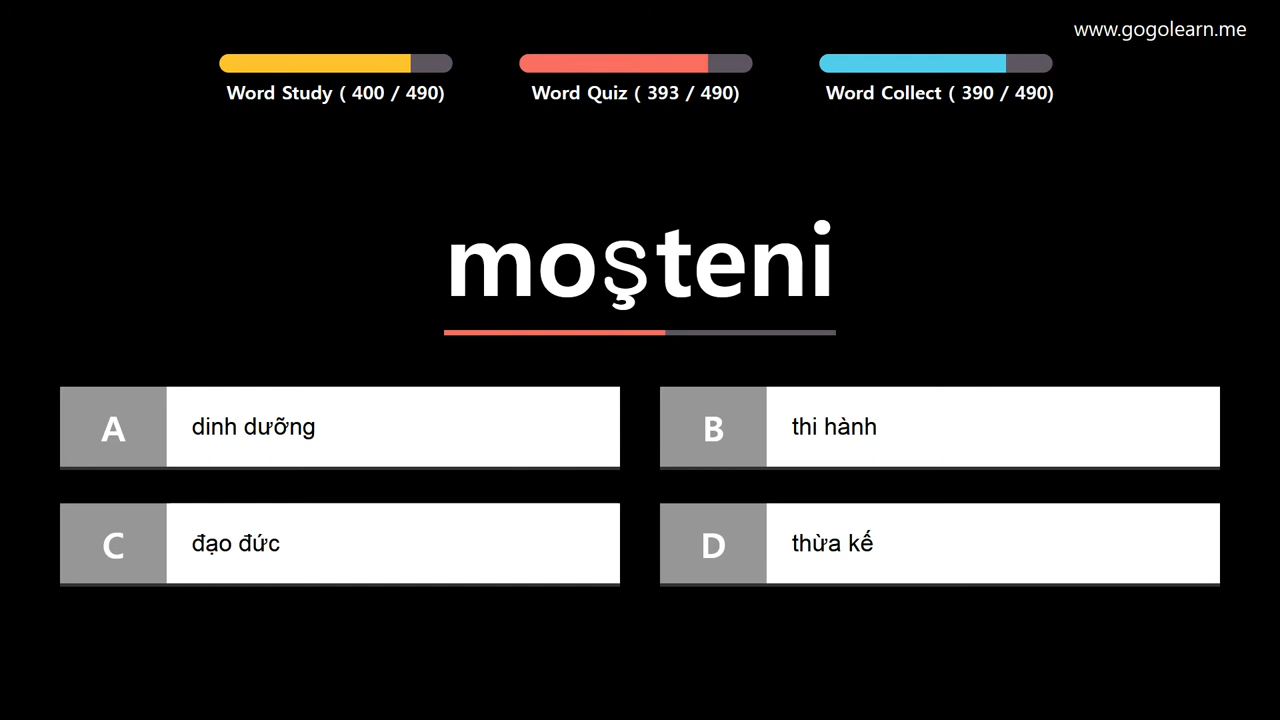 www.gogolearn.me
Word Study ( 400 / 490)
Word Quiz ( 393 / 490)
Word Collect ( 390 / 490)
moşteni
A dinh dưỡng
B thi hành
C đạo đức
D thừa kế